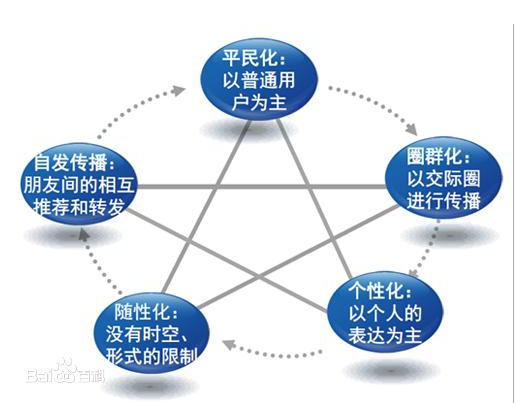 平民化：
以普通用
户为主
圈群化：
以交际圈
进行传播
个性化：
以个人的
表达为主
随性化：
没有时空、
形式的限制
自发传播：
朋友间的相互
推荐和转发
Bai百科